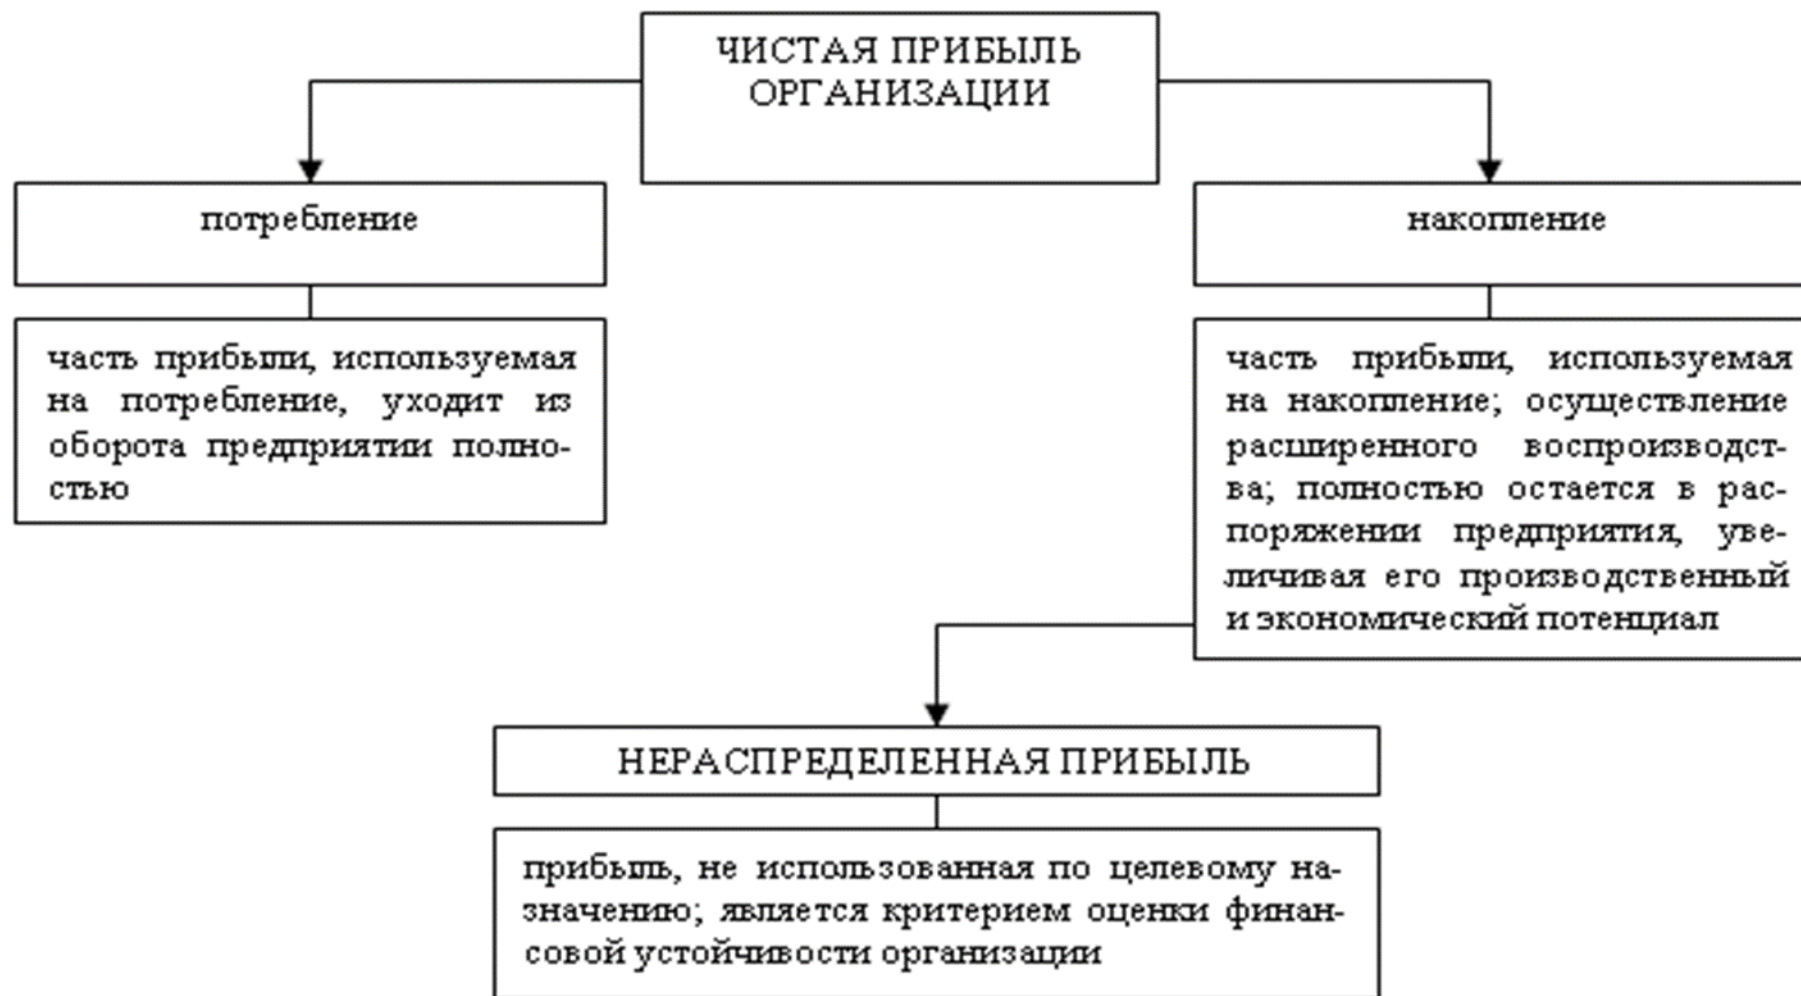 ЧИСТАЯ ПРИБЫЛЬ
ОРГАНИЗАЦИИ
потребление
накопление
часть прибыли, используемая
на потребление, уходит из
оборота предприятии полно-
стью
часть прибыли, используемая
на накопление; осуществление
расширенного воспроизводст-
ва; полностью остается в рас-
поряжении предприятия, уве-
личивая его производственный
и экономический потенциал
НЕРАСПРЕДЕЛЕННАЯ ПРИБЫЛЬ
прибыль, не использованная по целевому на-
значению; является критерием оценки финан-
совой устойчивости организации